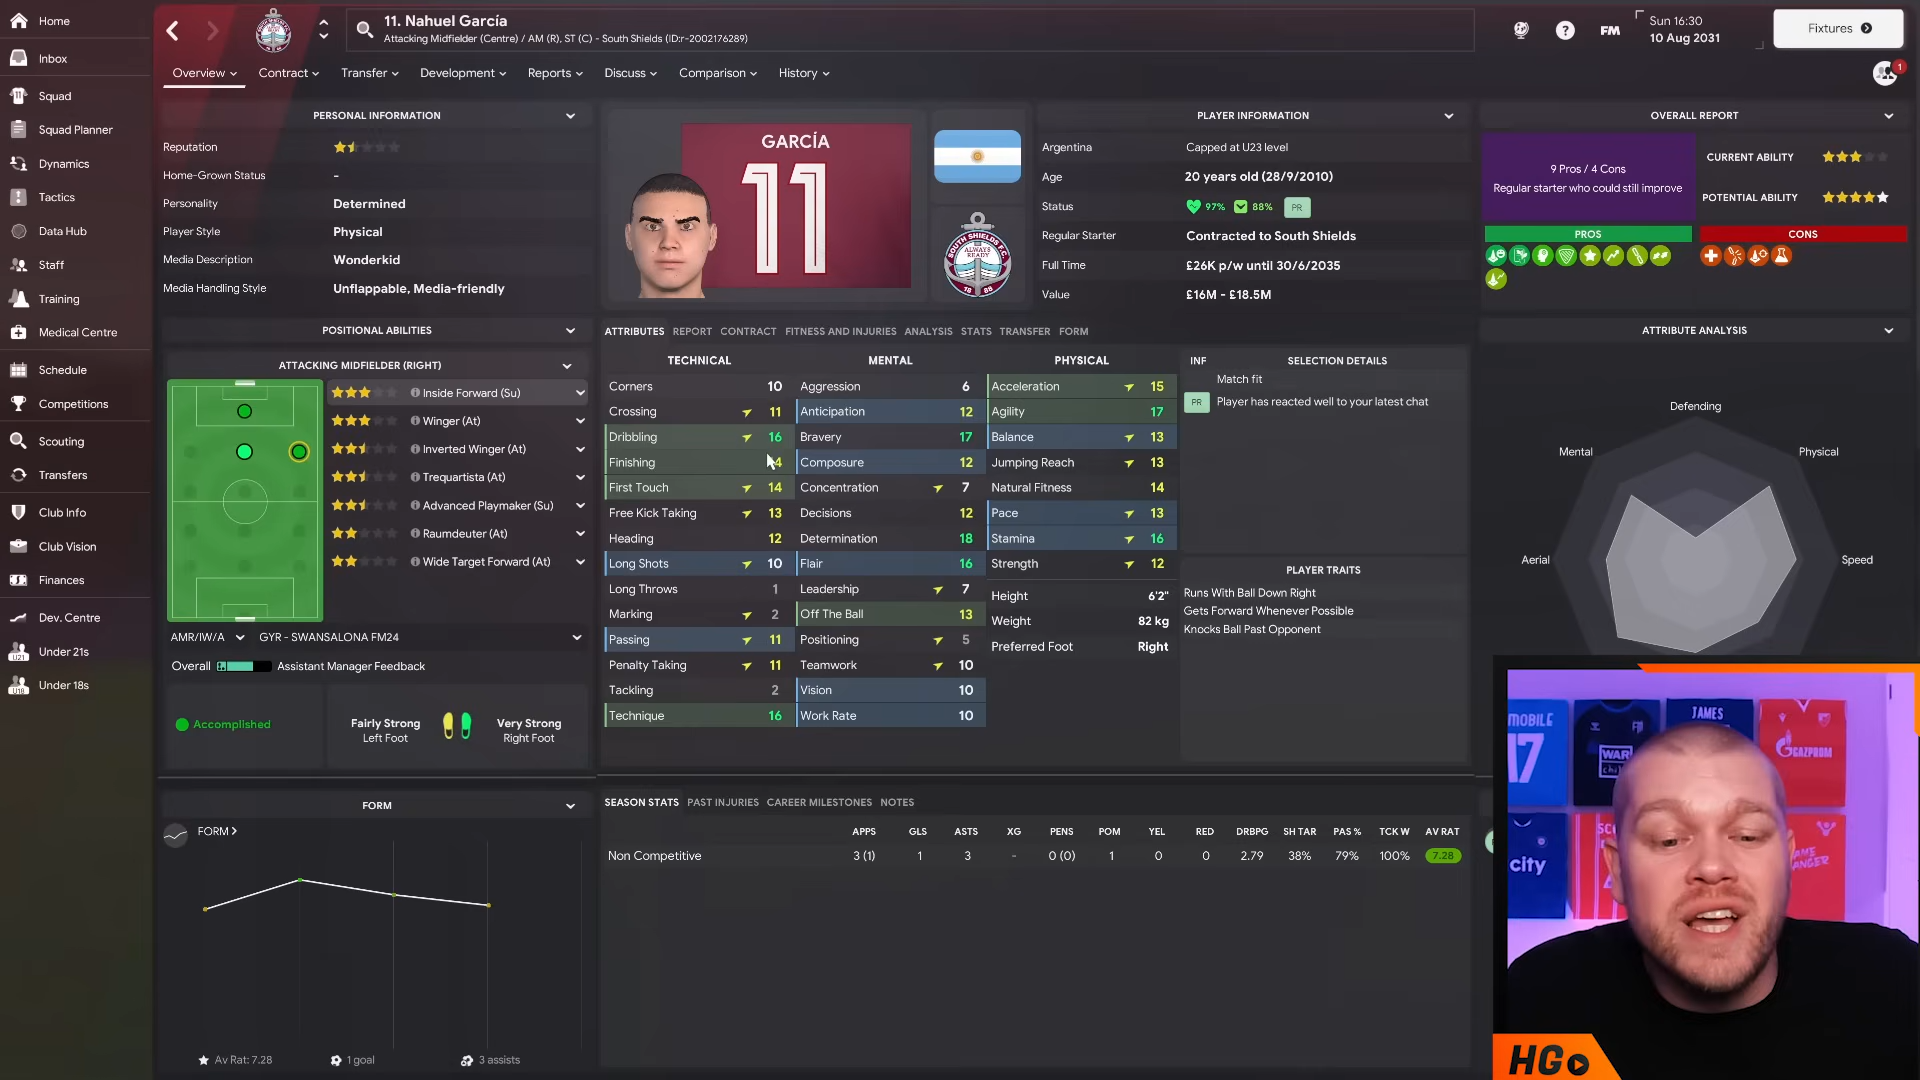 Home
Inbox
Squad
Squad Planner
Dynamics
Tactics
Data Hub
Staff
Training
Medical Centre
Schedule
Competitions
Scouting
Transfers
Club Info
Club Vision
Finances
Dev. Centre
Under 21s
Under 18s
11. Nahuel García
Attacking Midfielder (Centre) / AM (R), ST (C) - South Shields (ID:r-2002176289)
FM
Sun 16:30
10 Aug 2031
Fixtures
1
Overview
Contract
Transfer
Development
Reports
Discuss
Comparison
History
PERSONAL INFORMATION
Reputation
Home-Grown Status -
Personality Determined
Player Style Physical
Media Description Wonderkid
Media Handling Style Unflappable, Media-friendly
GARCÍA
11
SOUTH SHIELDS F.C.
ALWAYS READY
1888
PLAYER INFORMATION
Argentina Capped at U23 level
Age 20 years old (28/9/2010)
Status 97% 88% PR
Regular Starter Contracted to South Shields
Full Time £26K p/w until 30/6/2035
Value £16M - £18.5M
OVERALL REPORT
9 Pros / 4 Cons
Regular starter who could still improve
CURRENT ABILITY
POTENTIAL ABILITY
PROS
CONS
POSITIONAL ABILITIES
ATTACKING MIDFIELDER (RIGHT)
Inside Forward (Su)
Winger (At)
Inverted Winger (At)
Trequartista (At)
Advanced Playmaker (Su)
Raumdeuter (At)
Wide Target Forward (At)
AMR/IW/A GYR - SWANSALONA FM24
Overall Assistant Manager Feedback
Accomplished
Fairly Strong
Left Foot
Very Strong
Right Foot
ATTRIBUTES REPORT CONTRACT FITNESS AND INJURIES ANALYSIS STATS TRANSFER FORM
TECHNICAL
Corners 10
Crossing 11
Dribbling 16
Finishing 4
First Touch 14
Free Kick Taking 13
Heading 12
Long Shots 10
Long Throws 1
Marking 2
Passing 11
Penalty Taking 11
Tackling 2
Technique 16
MENTAL
Aggression 6
Anticipation 12
Bravery 17
Composure 12
Concentration 7
Decisions 12
Determination 18
Flair 16
Leadership 7
Off The Ball 13
Positioning 5
Teamwork 10
Vision 10
Work Rate 10
PHYSICAL
Acceleration 15
Agility 17
Balance 13
Jumping Reach 13
Natural Fitness 14
Pace 13
Stamina 16
Strength 12
Height 6'2"
Weight 82 kg
Preferred Foot Right
INF SELECTION DETAILS
Match fit
PR Player has reacted well to your latest chat
PLAYER TRAITS
Runs With Ball Down Right
Gets Forward Whenever Possible
Knocks Ball Past Opponent
ATTRIBUTE ANALYSIS
Defending
Mental
Physical
Aerial
Speed
FORM
FORM
Av Rat: 7.28
1 goal
3 assists
SEASON STATS PAST INJURIES CAREER MILESTONES NOTES
APPS GLS ASTS XG PENS POM YEL RED DRBPG SH TAR PAS % TCK W AV RAT
Non Competitive 3 (1) 1 3 - 0 (0) 1 0 0 2.79 38% 79% 100% 7.28
MOBILE
17
WAR
JAMES
GAZPROM
city
HGO